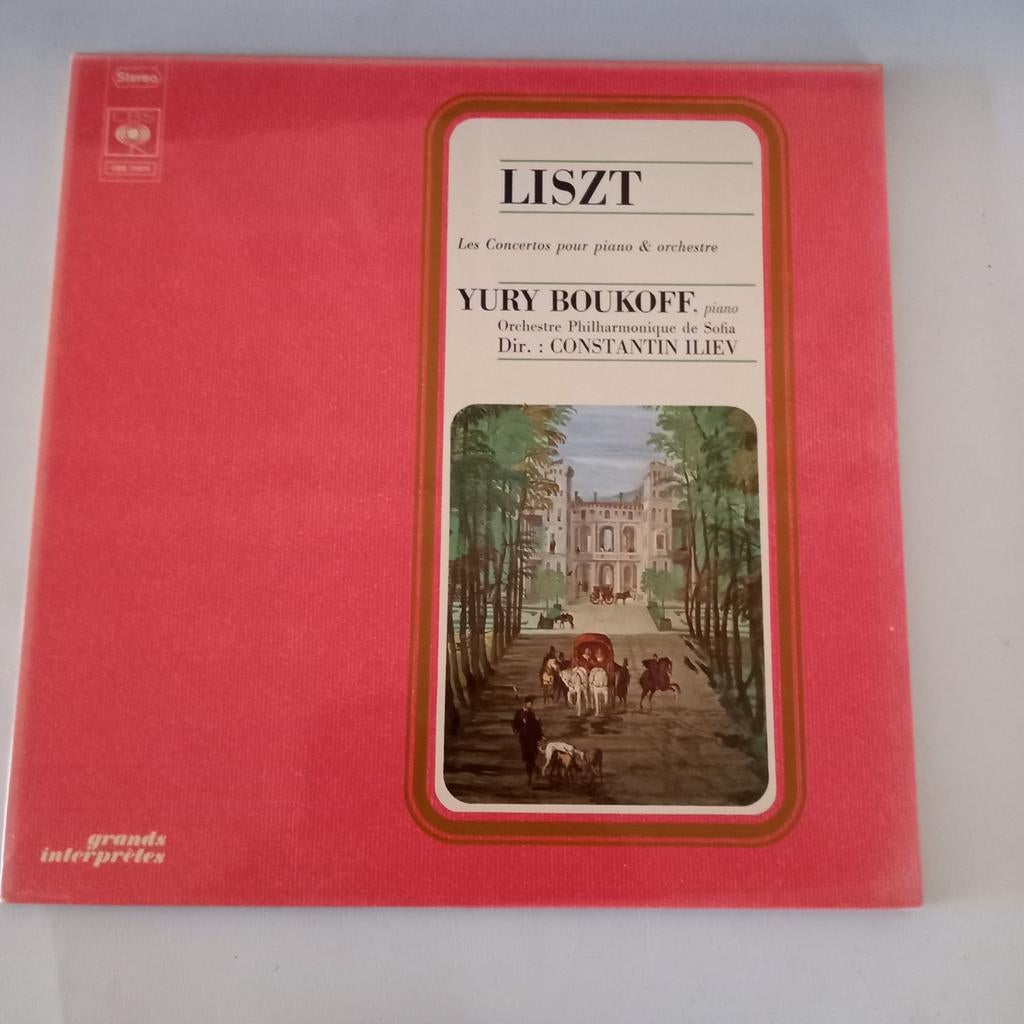 Stereo
CBS
LISZT
Les Concertos pour piano & orchestre
YURY BOUKOFF, piano
Orchestre Philharmonique de Sofia
Dir. : CONSTANTIN ILIEV
grands
interprètes